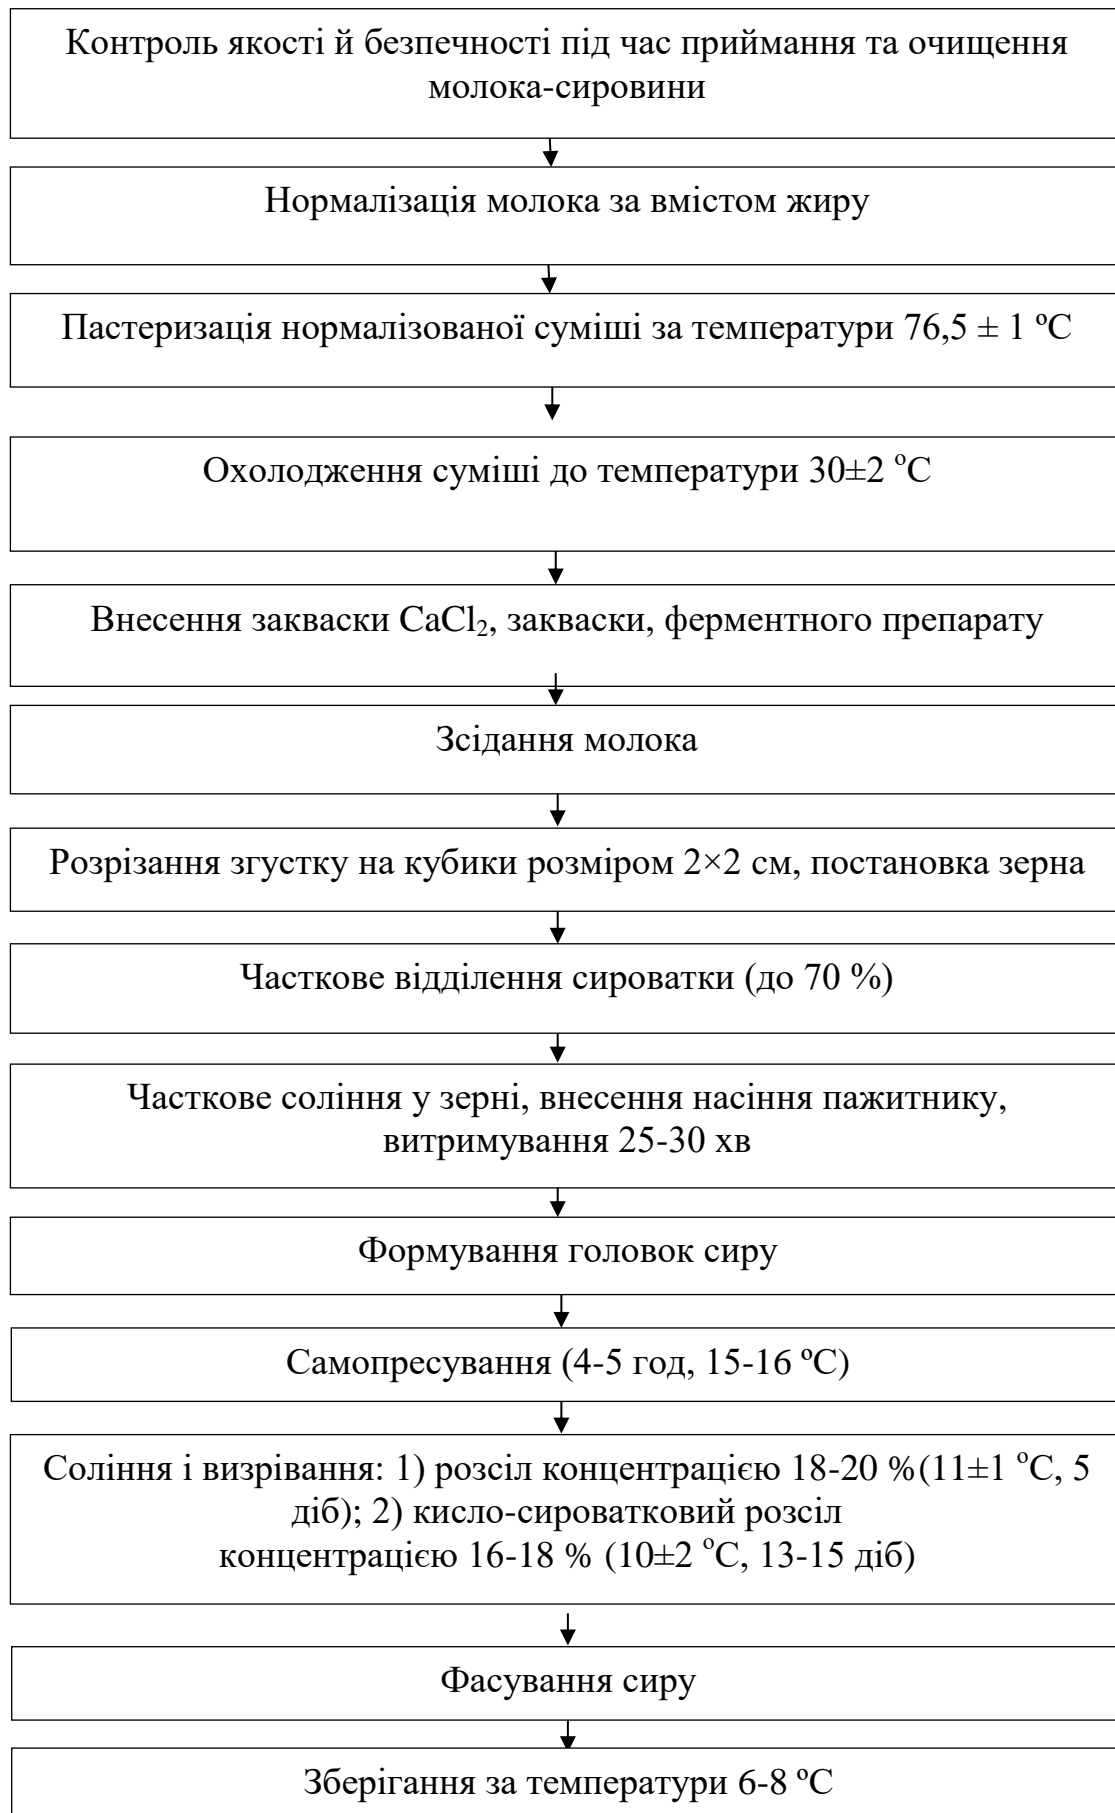 Контроль якості й безпечності під час приймання та очищення
молока-сировини
Нормалізація молока за вмістом жиру
Пастеризація нормалізованої суміші за температури 76,5 ± 1 ºС
Охолодження суміші до температури 30±2 °С
Внесення закваски CaCl₂, закваски, ферментного препарату
Зсідання молока
Розрізання згустку на кубики розміром 2×2 см, постановка зерна
Часткове відділення сироватки (до 70 %)
Часткове соління у зерні, внесення насіння пажитнику,
витримування 25-30 хв
Формування головок сиру
Самопресування (4-5 год, 15-16 ºС)
Соління і визрівання: 1) розсіл концентрацією 18-20 %(11±1 °С, 5
діб); 2) кисло-сироватковий розсіл
концентрацією 16-18 % (10±2 °С, 13-15 діб)
Фасування сиру
Зберігання за температури 6-8 ºС